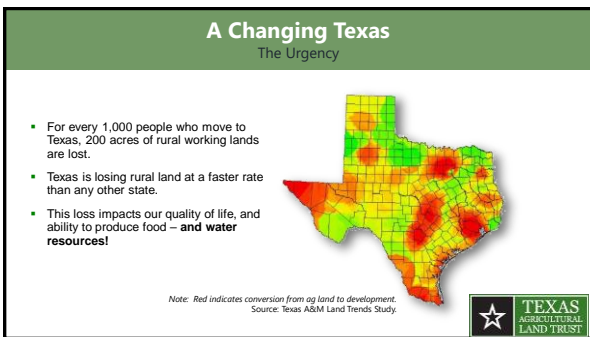 A Changing Texas
The Urgency
▪ For every 1,000 people who move to
Texas, 200 acres of rural working lands
are lost.
▪ Texas is losing rural land at a faster rate
than any other state.
▪ This loss impacts our quality of life, and
ability to produce food – and water
resources!
Note: Red indicates conversion from ag land to development.
Source: Texas A&M Land Trends Study.
TEXAS
AGRICULTURAL
LAND TRUST